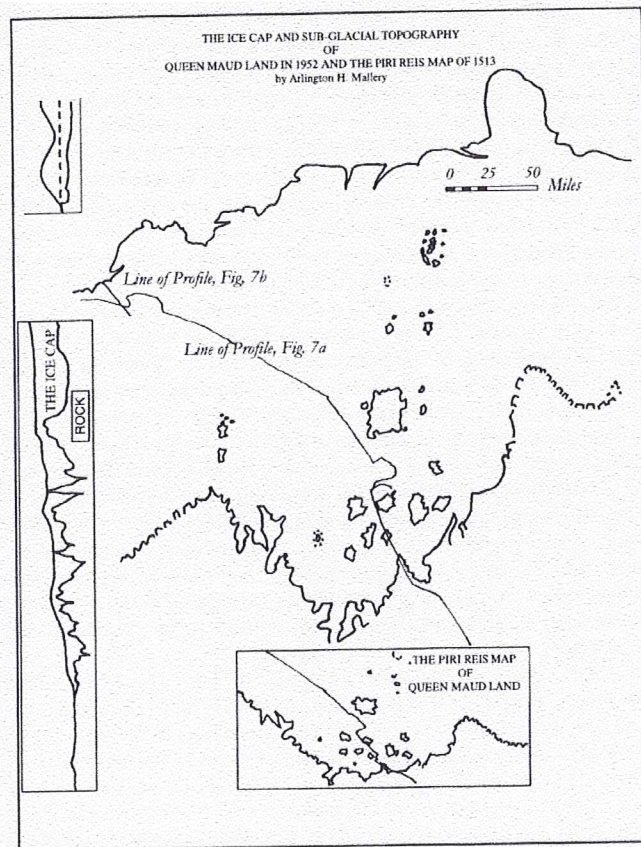 THE ICE CAP AND SUB-GLACIAL TOPOGRAPHY
OF
QUEEN MAUD LAND IN 1952 AND THE PIRI REIS MAP OF 1513
by Arlington H. Mallery
0 25 50
Miles
Line of Profile, Fig. 7b
Line of Profile, Fig. 7a
THE ICE CAP
ROCK
THE PIRI REIS MAP
OF
QUEEN MAUD LAND